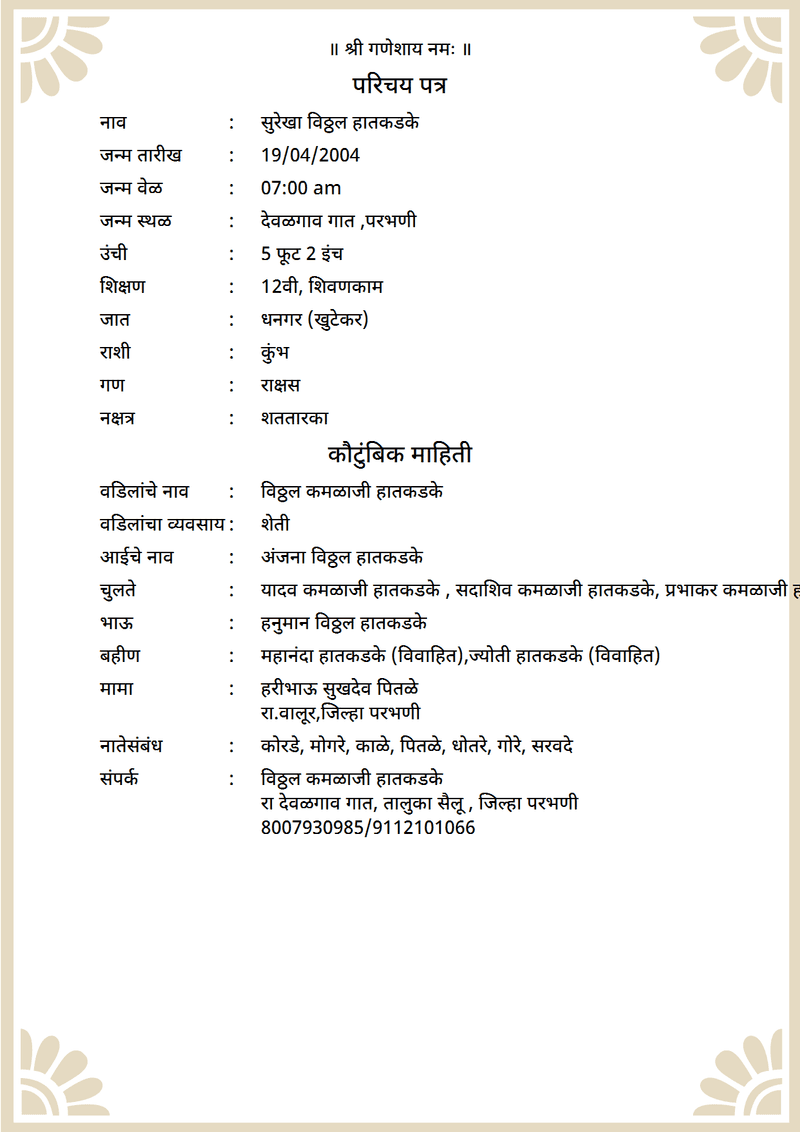 ॥ श्री गणेशाय नमः ॥
परिचय पत्र
नाव : सुरेखा विठ्ठल हातकडके
जन्म तारीख : 19/04/2004
जन्म वेळ : 07:00 am
जन्म स्थळ : देवळगाव गात ,परभणी
उंची : 5 फूट 2 इंच
शिक्षण : 12वी, शिवणकाम
जात : धनगर (खुटेकर)
राशी : कुंभ
गण : राक्षस
नक्षत्र : शततारका
कौटुंबिक माहिती
वडिलांचे नाव : विठ्ठल कमळाजी हातकडके
वडिलांचा व्यवसाय : शेती
आईचे नाव : अंजना विठ्ठल हातकडके
चुलते : यादव कमळाजी हातकडके , सदाशिव कमळाजी हातकडके, प्रभाकर कमळाजी
भाऊ : हनुमान विठ्ठल हातकडके
बहीण : महानंदा हातकडके (विवाहित),ज्योती हातकडके (विवाहित)
मामा : हरीभाऊ सुखदेव पितळे
रा.वालूर,जिल्हा परभणी
नातेसंबंध : कोरडे, मोगरे, काळे, पितळे, धोतरे, गोरे, सरवदे
संपर्क : विठ्ठल कमळाजी हातकडके
रा देवळगाव गात, तालुका सैलू , जिल्हा परभणी
8007930985/9112101066